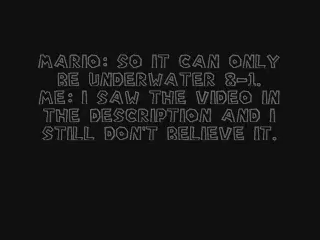 MARIO: SO IT CAN ONLY
BE UNDERWATER 8-1.
ME: I SAW THE VIDEO IN
THE DESCRIPTION AND I
STILL DON'T BELIEVE IT.